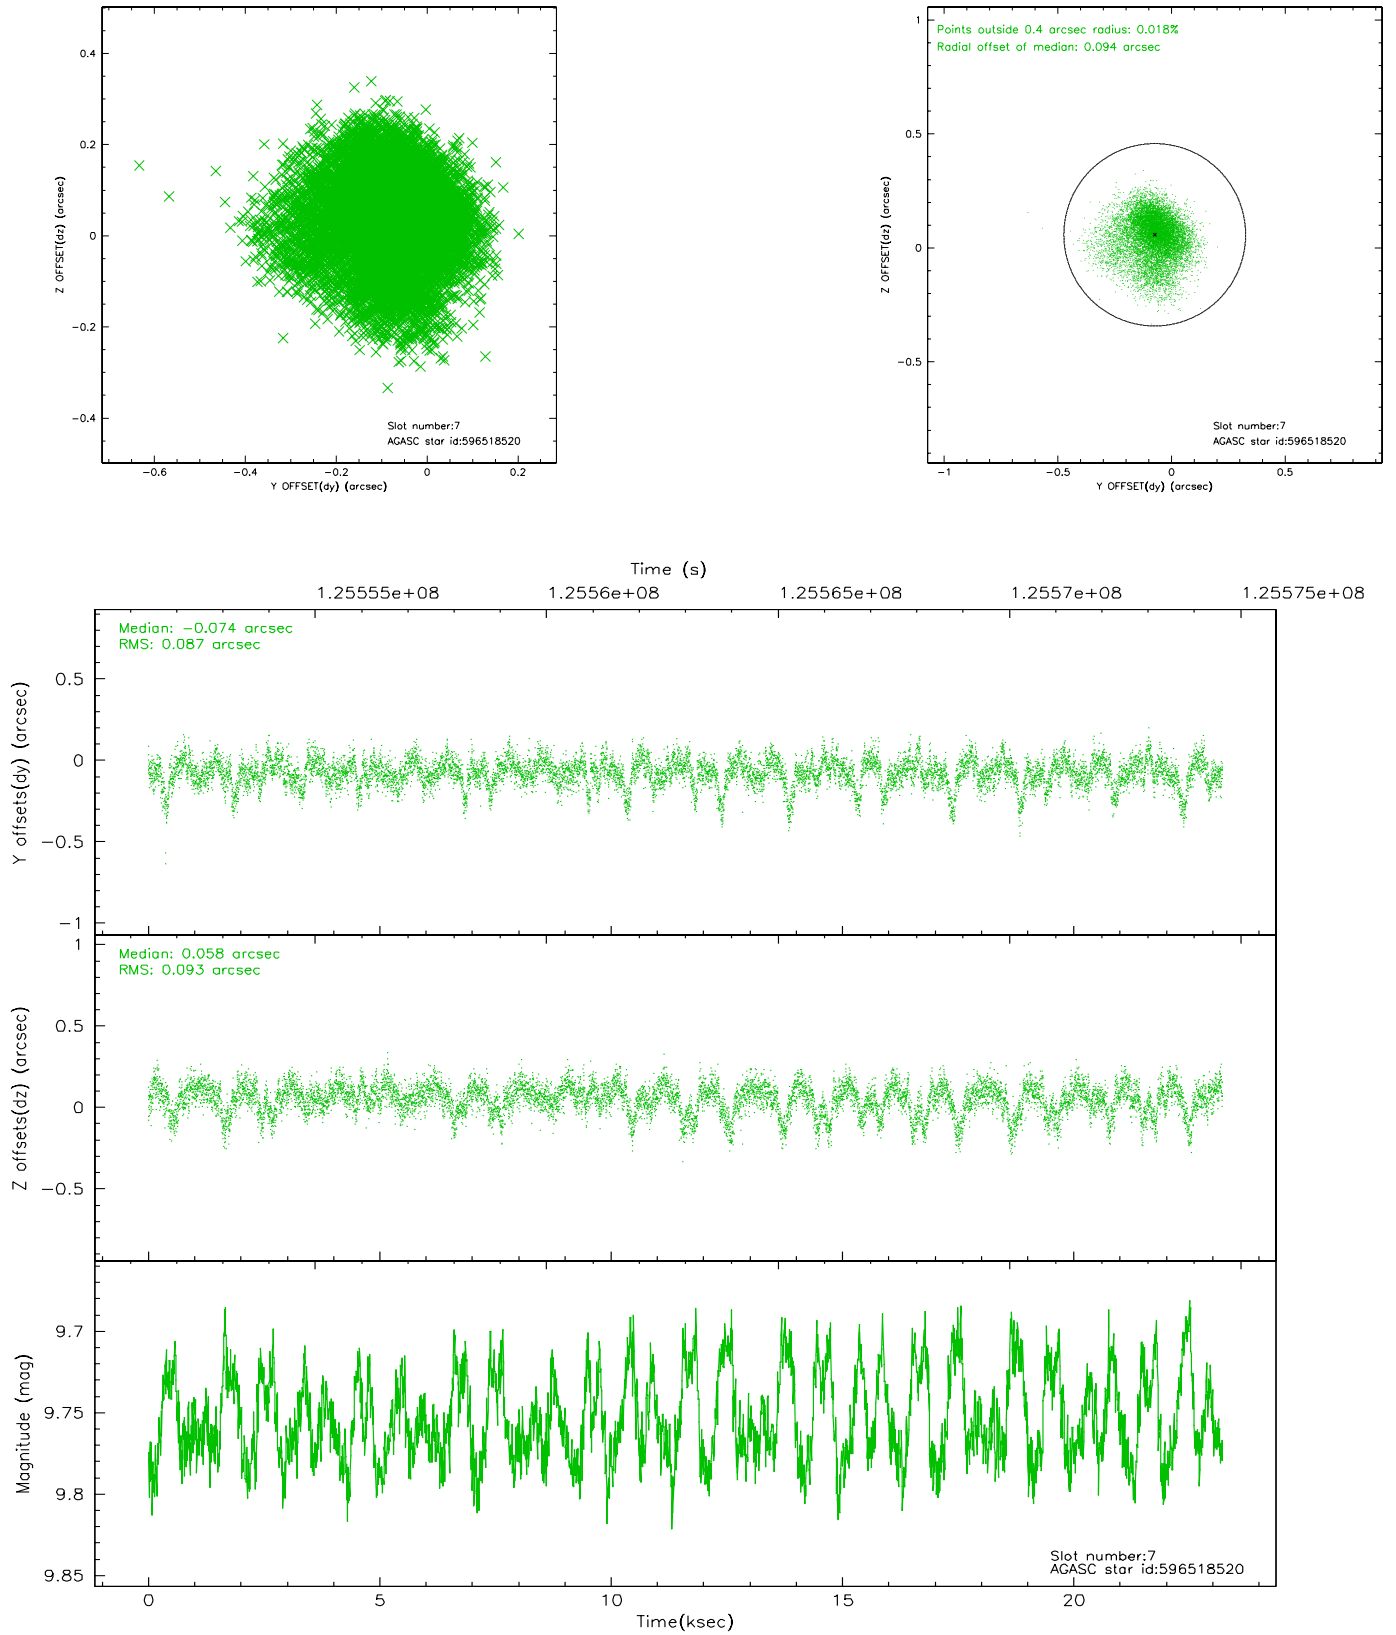 0.4
0.2
0
−0.2
−0.4
Z OFFSET(dz) (arcsec)
Slot number:7
AGASC star id:596518520
−0.6 −0.4 −0.2 0 0.2
Y OFFSET(dy) (arcsec)
Points outside 0.4 arcsec radius: 0.018%
Radial offset of median: 0.094 arcsec
1
0.5
0
−0.5
Z OFFSET(dz) (arcsec)
Slot number:7
AGASC star id:596518520
−1 −0.5 0 0.5
Y OFFSET(dy) (arcsec)
Time (s)
1.25555e+08 1.2556e+08 1.25565e+08 1.2557e+08 1.25575e+08
Median: −0.074 arcsec
RMS: 0.087 arcsec
0.5
0
−0.5
−1
Y offsets(dy) (arcsec)
Median: 0.058 arcsec
RMS: 0.093 arcsec
1
0.5
0
−0.5
Z offsets(dz) (arcsec)
9.7
9.75
9.8
9.85
Magnitude (mag)
Slot number:7
AGASC star id:596518520
0 5 10 15 20
Time(ksec)